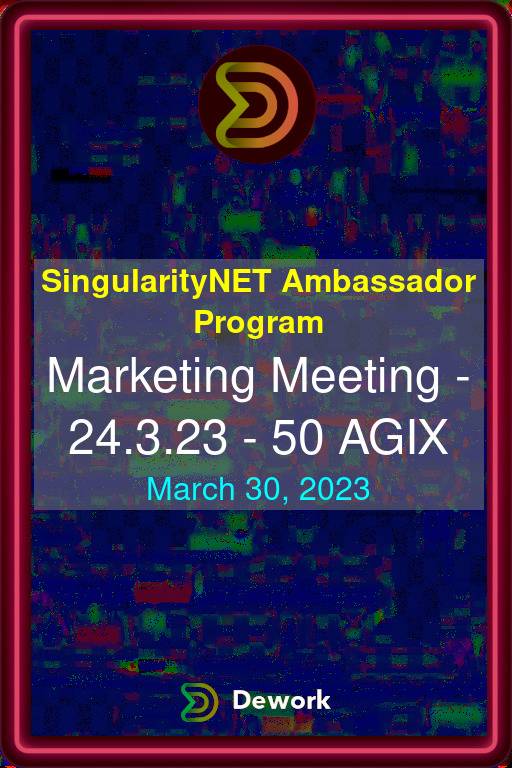 SingularityNET Ambassador
Program
Marketing Meeting -
24.3.23 - 50 AGIX
March 30, 2023
Dework